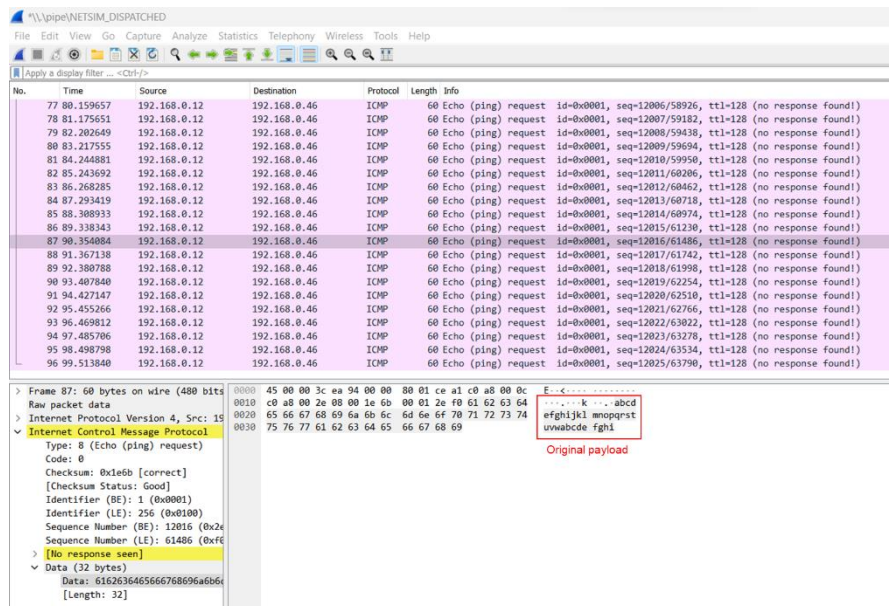 *\\.\pipe\NETSIM_DISPATCHED
File Edit View Go Capture Analyze Statistics Telephony Wireless Tools Help
Apply a display filter ... <Ctrl-/>
No. Time Source Destination Protocol Length Info
77 80.159657 192.168.0.12 192.168.0.46 ICMP 60 Echo (ping) request id=0x0001, seq=12006/58926, ttl=128 (no response found!)
78 81.175651 192.168.0.12 192.168.0.46 ICMP 60 Echo (ping) request id=0x0001, seq=12007/59182, ttl=128 (no response found!)
79 82.202649 192.168.0.12 192.168.0.46 ICMP 60 Echo (ping) request id=0x0001, seq=12008/59438, ttl=128 (no response found!)
80 83.217555 192.168.0.12 192.168.0.46 ICMP 60 Echo (ping) request id=0x0001, seq=12009/59694, ttl=128 (no response found!)
81 84.244881 192.168.0.12 192.168.0.46 ICMP 60 Echo (ping) request id=0x0001, seq=12010/59950, ttl=128 (no response found!)
82 85.243692 192.168.0.12 192.168.0.46 ICMP 60 Echo (ping) request id=0x0001, seq=12011/60206, ttl=128 (no response found!)
83 86.268285 192.168.0.12 192.168.0.46 ICMP 60 Echo (ping) request id=0x0001, seq=12012/60462, ttl=128 (no response found!)
84 87.293419 192.168.0.12 192.168.0.46 ICMP 60 Echo (ping) request id=0x0001, seq=12013/60718, ttl=128 (no response found!)
85 88.308933 192.168.0.12 192.168.0.46 ICMP 60 Echo (ping) request id=0x0001, seq=12014/60974, ttl=128 (no response found!)
86 89.338343 192.168.0.12 192.168.0.46 ICMP 60 Echo (ping) request id=0x0001, seq=12015/61230, ttl=128 (no response found!)
87 90.354084 192.168.0.12 192.168.0.46 ICMP 60 Echo (ping) request id=0x0001, seq=12016/61486, ttl=128 (no response found!)
88 91.367138 192.168.0.12 192.168.0.46 ICMP 60 Echo (ping) request id=0x0001, seq=12017/61742, ttl=128 (no response found!)
89 92.380788 192.168.0.12 192.168.0.46 ICMP 60 Echo (ping) request id=0x0001, seq=12018/61998, ttl=128 (no response found!)
90 93.407840 192.168.0.12 192.168.0.46 ICMP 60 Echo (ping) request id=0x0001, seq=12019/62254, ttl=128 (no response found!)
91 94.427147 192.168.0.12 192.168.0.46 ICMP 60 Echo (ping) request id=0x0001, seq=12020/62510, ttl=128 (no response found!)
92 95.455266 192.168.0.12 192.168.0.46 ICMP 60 Echo (ping) request id=0x0001, seq=12021/62766, ttl=128 (no response found!)
93 96.469812 192.168.0.12 192.168.0.46 ICMP 60 Echo (ping) request id=0x0001, seq=12022/63022, ttl=128 (no response found!)
94 97.485706 192.168.0.12 192.168.0.46 ICMP 60 Echo (ping) request id=0x0001, seq=12023/63278, ttl=128 (no response found!)
95 98.498798 192.168.0.12 192.168.0.46 ICMP 60 Echo (ping) request id=0x0001, seq=12024/63534, ttl=128 (no response found!)
96 99.513840 192.168.0.12 192.168.0.46 ICMP 60 Echo (ping) request id=0x0001, seq=12025/63790, ttl=128 (no response found!)
> Frame 87: 60 bytes on wire (480 bits
Raw packet data
> Internet Protocol Version 4, Src: 19
Internet Control Message Protocol
Type: 8 (Echo (ping) request)
Code: 0
Checksum: 0x1e6b [correct]
[Checksum Status: Good]
Identifier (BE): 1 (0x0001)
Identifier (LE): 256 (0x0100)
Sequence Number (BE): 12016 (0x2e
Sequence Number (LE): 61486 (0xf0
> [No response seen]
Data (32 bytes)
Data: 6162636465666768696a6b6c
[Length: 32]
0000 45 00 00 3c ea 94 00 00 80 01 ce a1 c0 a8 00 0c E··<···· ········
0010 c0 a8 00 2e 08 00 1e 6b 00 01 2e f0 61 62 63 64 ···.···k ··.·abcd
0020 65 66 67 68 69 6a 6b 6c 6d 6e 6f 70 71 72 73 74 efghijkl mnopqrst
0030 75 76 77 61 62 63 64 65 66 67 68 69 uvwabcde fghi
Original payload